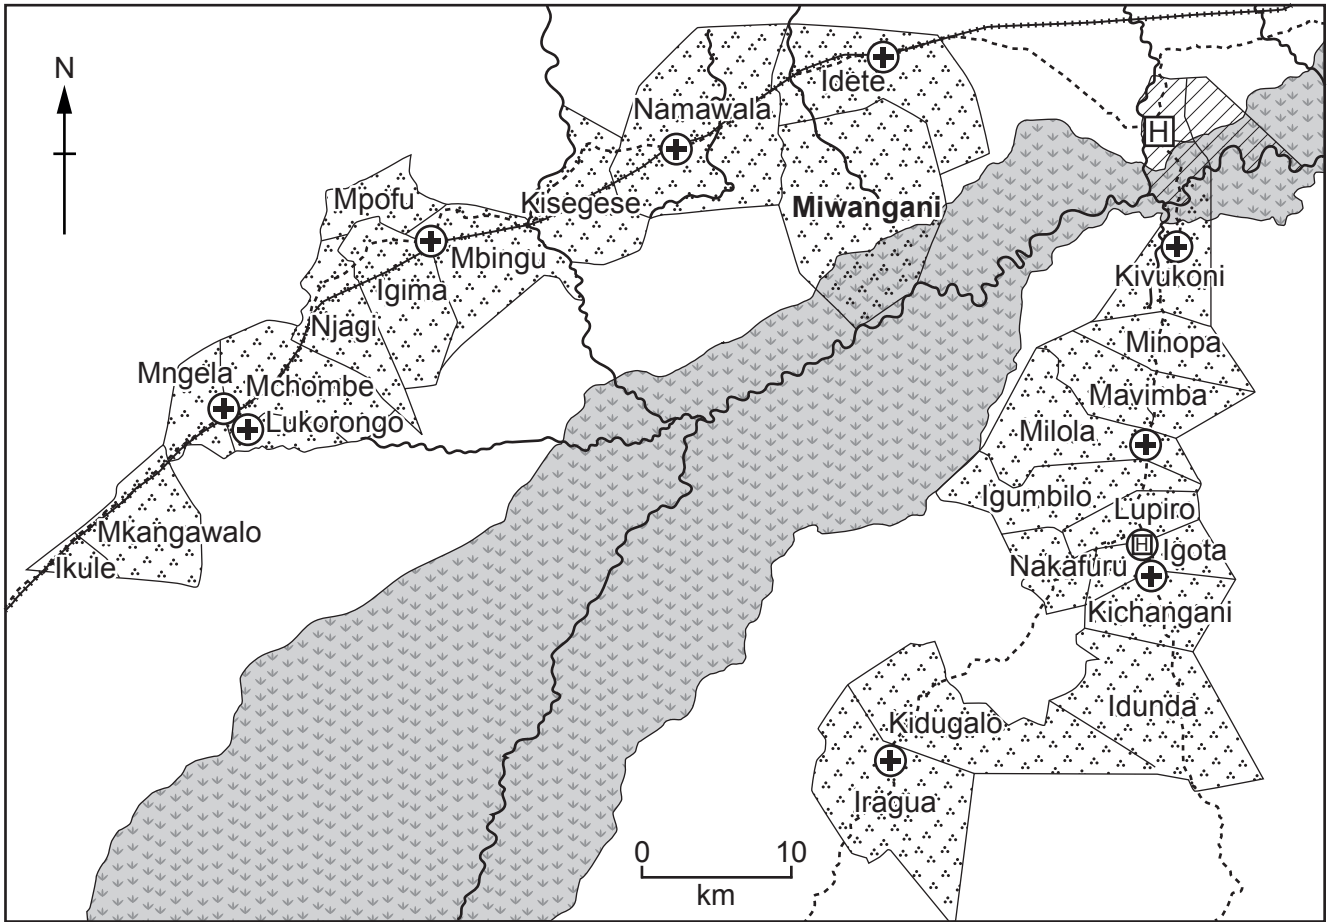 N
Idete
Namawala
H
Mpofu
Kisegese
Miwangani
Mbingu
Kivukoni
Igima
Njagi
Minopa
Mngela
Mchombe
Mavimba
Lukorongo
Milola
Igumbilo
Lupiro
Mkangawalo
H
Igota
Ikule
Nakafuru
Kichangani
Idunda
Kidugalo
Iragua
0 10
km